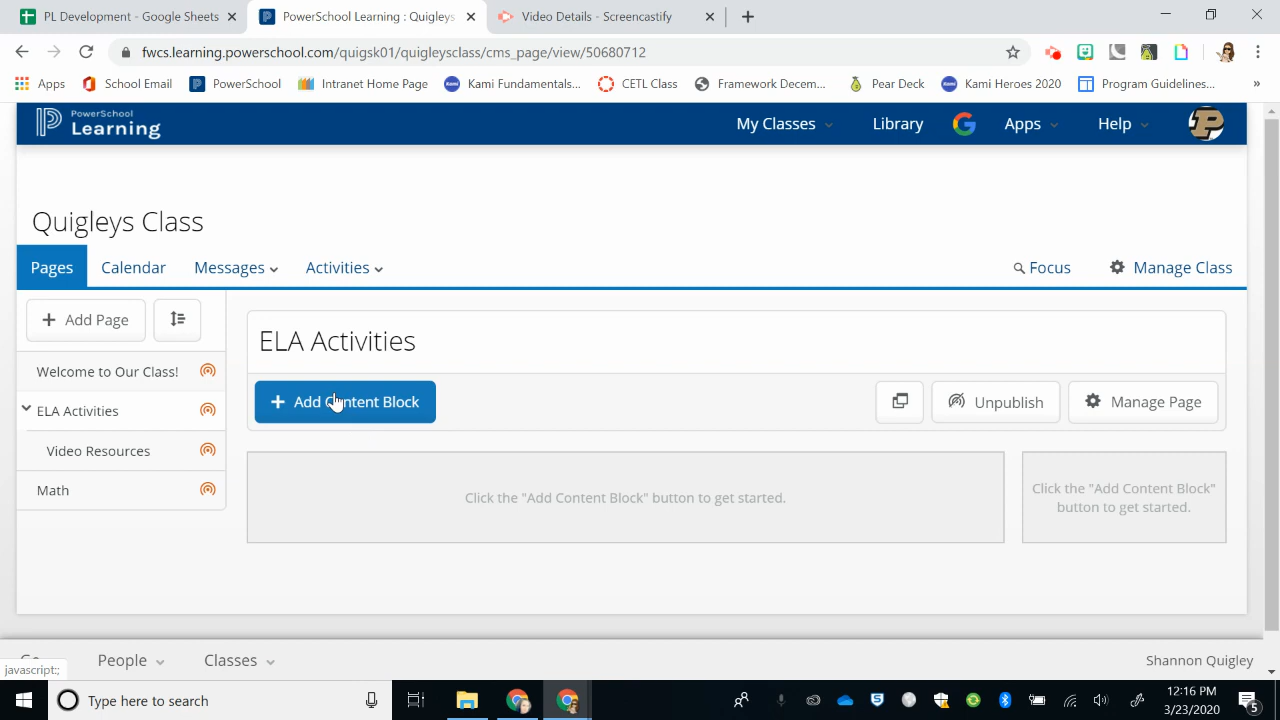 PL Development - Google Sheets
PowerSchool Learning : Quigleys
Video Details - Screencastify
fwcs.learning.powerschool.com/quigsk01/quigleysclass/cms_page/view/50680712
Apps
School Email
PowerSchool
Intranet Home Page
Kami Fundamentals...
CETL Class
Framework Decem...
Pear Deck
Kami Heroes 2020
Program Guidelines...
PowerSchool
Learning
My Classes
Library
Apps
Help
Quigleys Class
Pages
Calendar
Messages
Activities
Focus
Manage Class
Add Page
Welcome to Our Class!
ELA Activities
Video Resources
Math
ELA Activities
Add Content Block
Unpublish
Manage Page
Click the "Add Content Block" button to get started.
Click the "Add Content Block"
button to get started.
People
Classes
Shannon Quigley
javascript:;
Type here to search
12:16 PM
3/23/2020
5